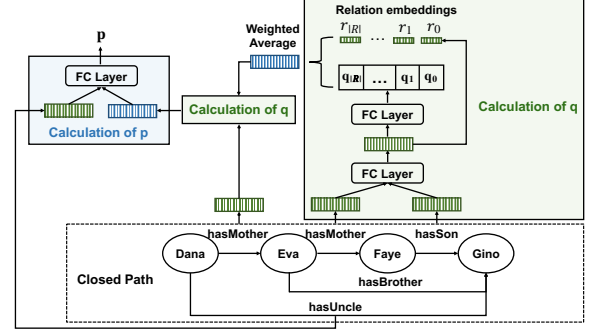 Relation embeddings
r|R| ... r1 r0
Weighted
Average
p
FC Layer
q|R| ... q1 q0
Calculation of q
Calculation of q
FC Layer
Calculation of p
FC Layer
hasMother hasMother hasSon
Dana Eva Faye Gino
Closed Path
hasBrother
hasUncle